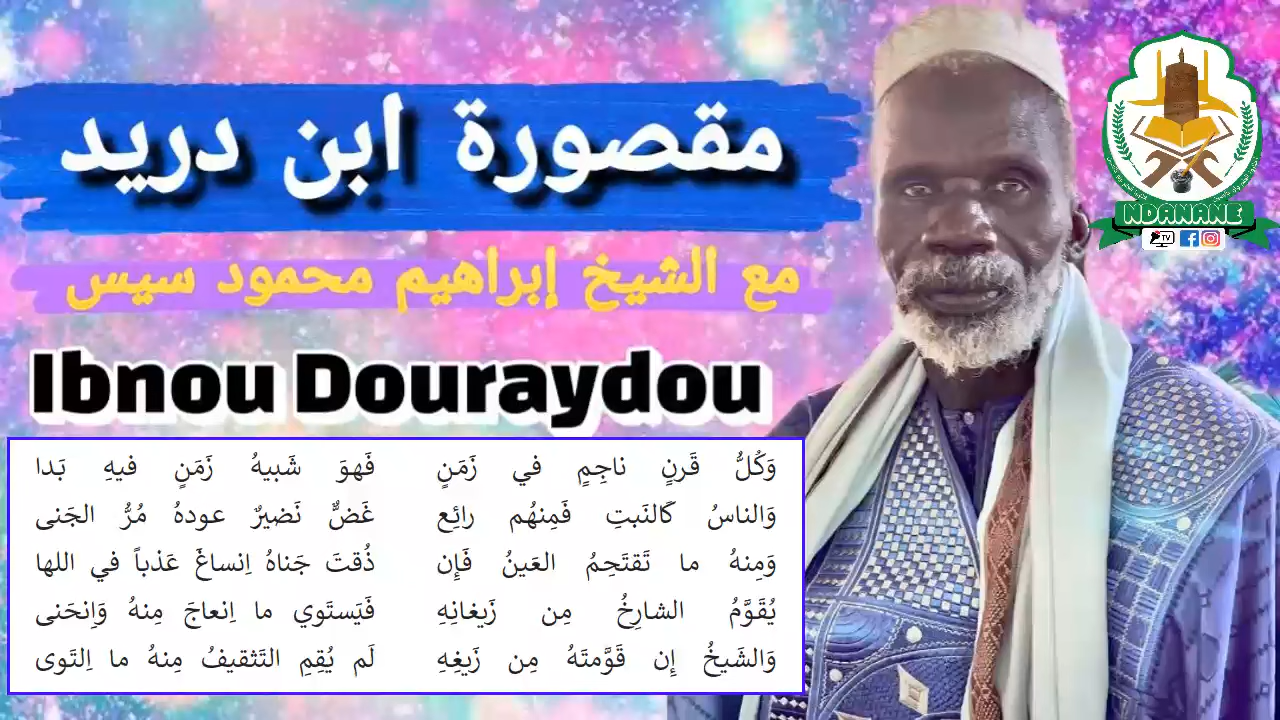 مقصورة ابن دريد
مع الشيخ إبراهيم محمود سيس
Ibnou Douraydou
وَكُلُّ قَرنٍ ناجِمٍ في زَمَنٍ فَهوَ شَبيهُ زَمَنٍ فيهِ بَدا
وَالناسُ كَالنَبتِ فَمِنهُم رائِع غَضٌّ نَضيرٌ عودهُ مُرُّ الجَنى
وَمِنهُ ما تَقتَحِمُ العَينُ فَإِن ذُقتَ جَناهُ اِنساغَ عَذباً في اللها
يُقَوَّمُ الشارِخُ مِن زَيغانِهِ فَيَستَوي ما اِنعاجَ مِنهُ وَاِنحَنى
وَالشَيخُ إِن قَوَّمتَهُ مِن زَيغِهِ لَم يُقِمِ التَثقيفُ مِنهُ ما اِلتَوى
NDANANE
TV